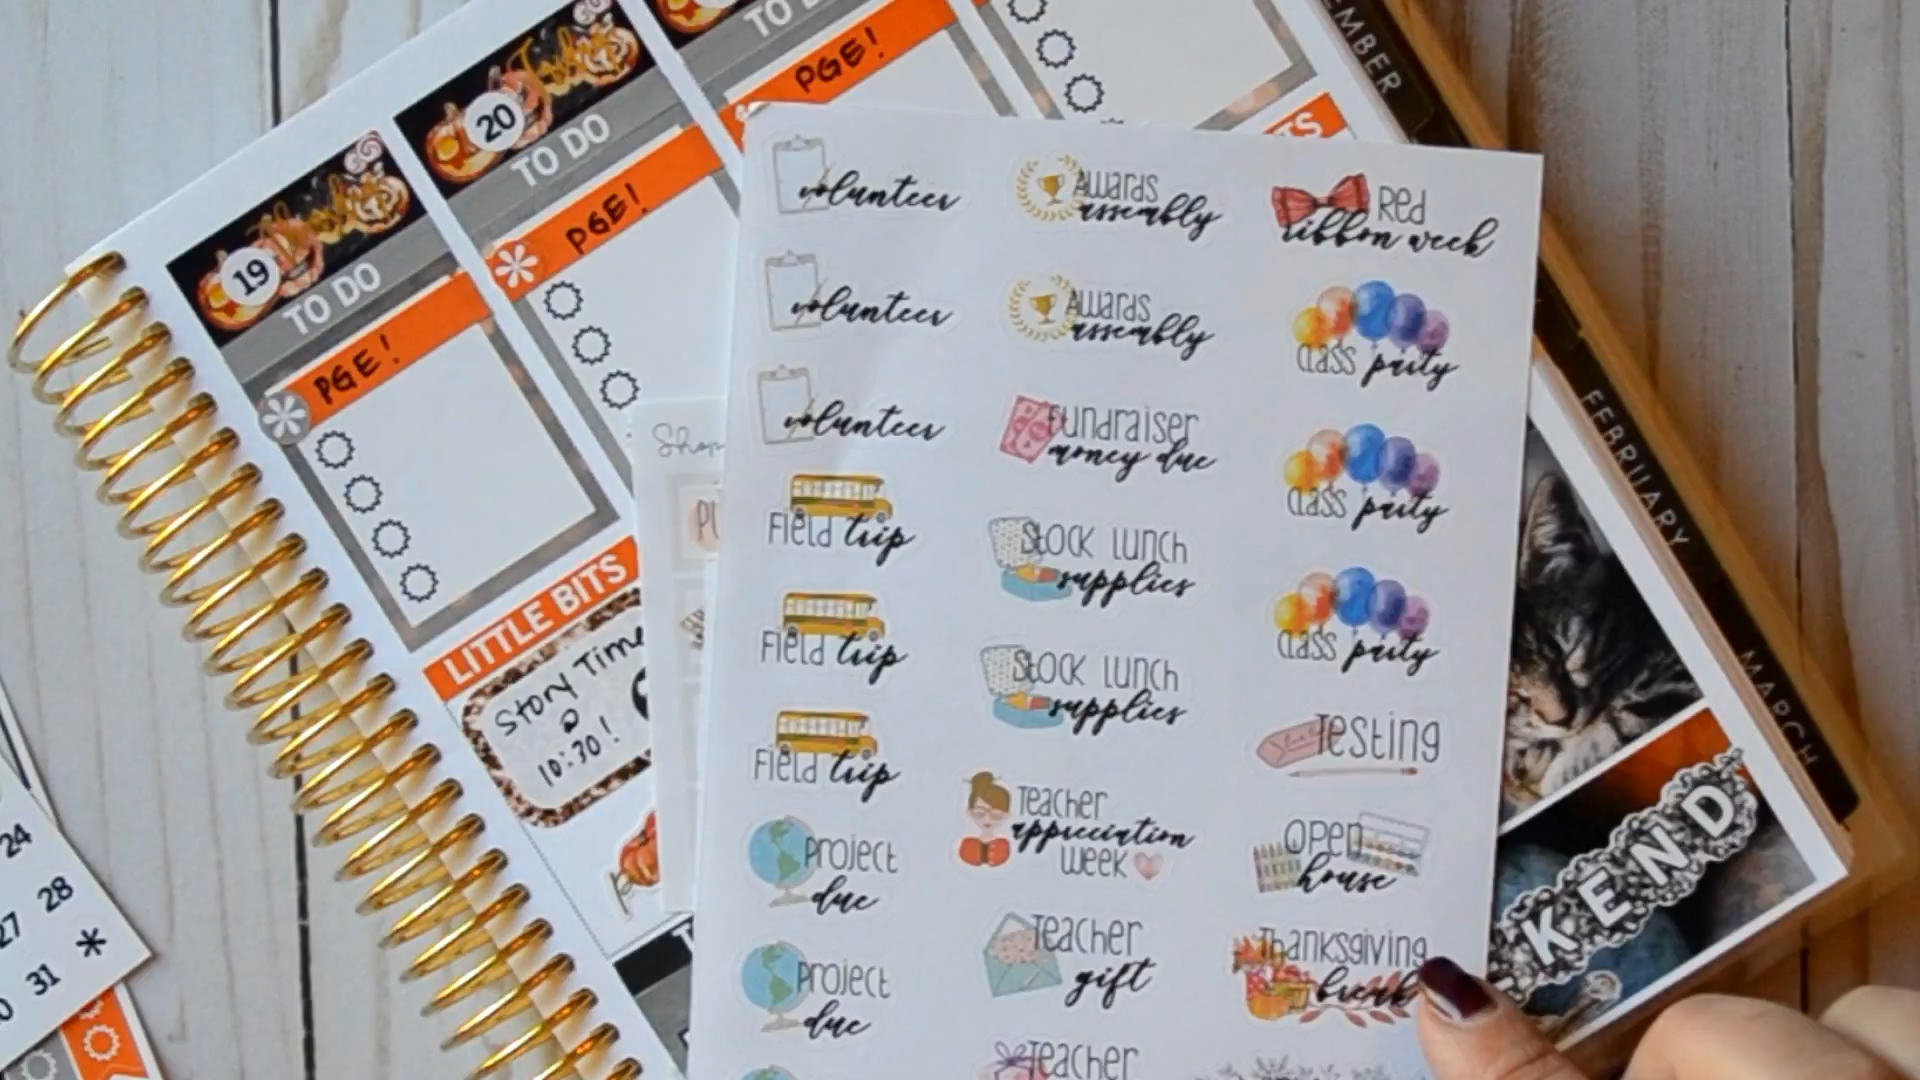 19
TO DO
PGE!
20
TO DO
PGE!
PGE!
LITTLE BITS
Story Time
@
10:30!
Shop
volunteer
volunteer
volunteer
Field trip
Field trip
Field trip
Project
due
Project
due
Awards
assembly
Awards
assembly
Fundraiser
money due
Stock lunch
supplies
Stock lunch
supplies
Teacher
appreciation
week
Teacher
gift
Teacher
Red
ribbon week
class party
class party
class party
Testing
Open
house
Thanksgiving
break
FEBRUARY
MARCH
KEND
24
27 28
31 *